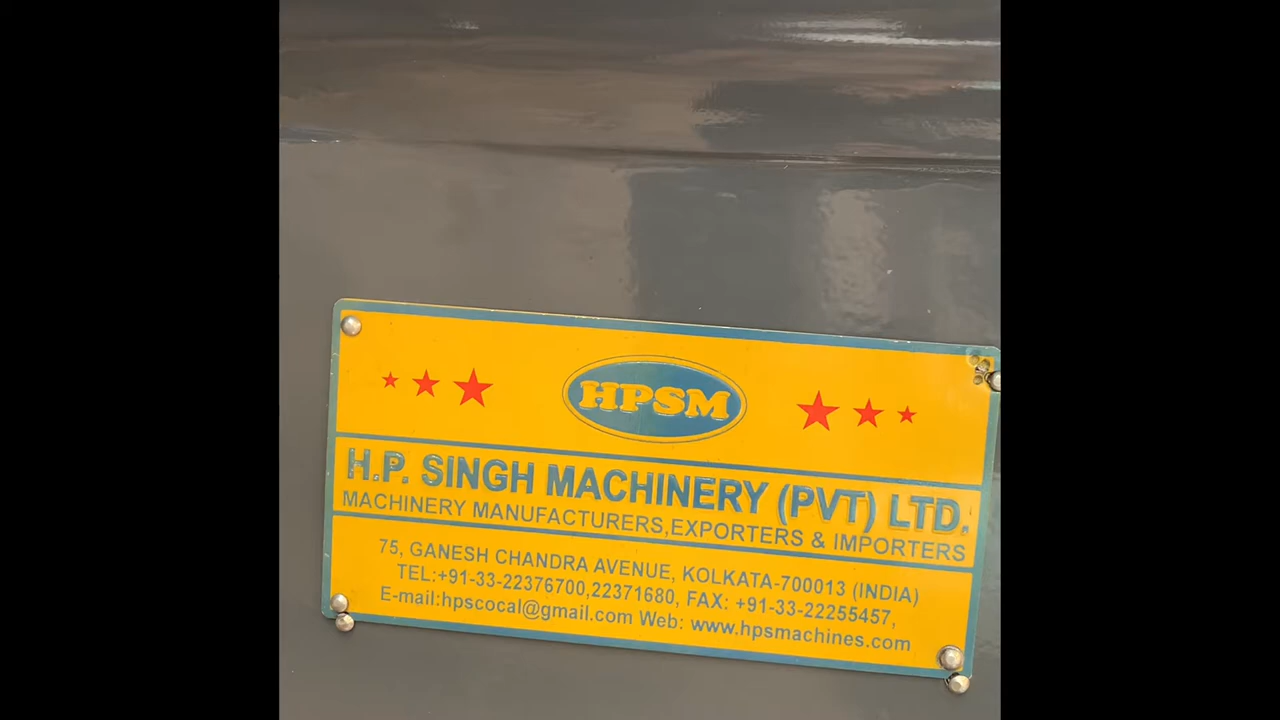 HPSM
H.P. SINGH MACHINERY (PVT) LTD.
MACHINERY MANUFACTURERS,EXPORTERS & IMPORTERS
75, GANESH CHANDRA AVENUE, KOLKATA-700013 (INDIA)
TEL:+91-33-22376700,22371680, FAX: +91-33-22255457,
E-mail:hpscocal@gmail.com Web: www.hpsmachines.com